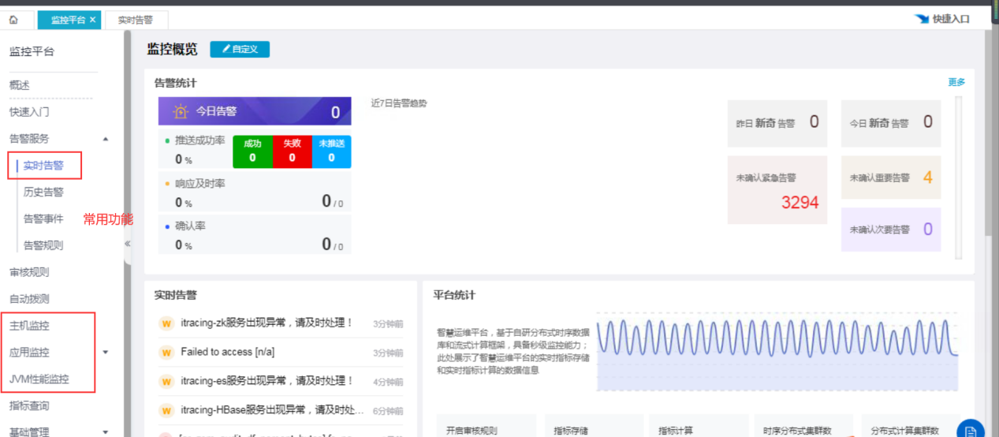 监控平台 ×
实时告警
快捷入口
监控平台
概述
快速入门
告警服务
实时告警
历史告警
告警事件
告警规则
审核规则
自动拨测
主机监控
应用监控
JVM性能监控
指标查询
基础管理
常用功能
«
监控概览
自定义
告警统计
更多
今日告警 0
推送成功率
0 %
成功
0
失败
0
未推送
0
响应及时率
0 %
0 / 0
确认率
0 %
0 / 0
近7日告警趋势
昨日 新奇 告警 0
今日 新奇 告警 0
未确认紧急告警
3294
未确认重要告警 4
未确认次要告警 0
实时告警
W itracing-zk服务出现异常，请及时处理！ 3分钟前
W Failed to access [n/a] 3分钟前
W itracing-es服务出现异常，请及时处理！ 4分钟前
W itracing-HBase服务出现异常，请及时处... 6分钟前
平台统计
智慧运维平台，基于自研分布式时序数据
库和流式计算框架，具备秒级监控能力；
此处展示了智慧运维平台的实时指标存储
和实时指标计算的数据信息
开启审核规则
指标存储
指标计算
时序分布式集群数
分布式计算集群数